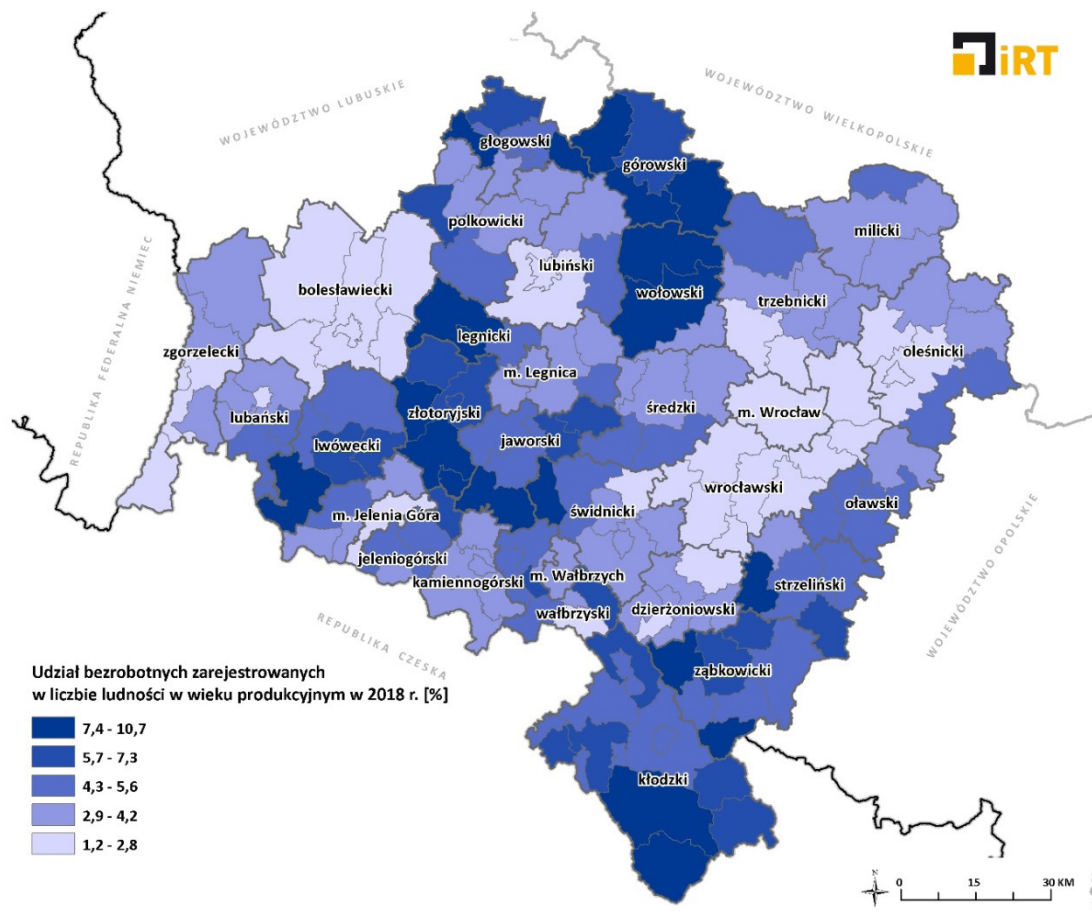 iRT
WOJEWÓDZTWO LUBUSKIE
WOJEWÓDZTWO WIELKOPOLSKIE
REPUBLIKA FEDERALNA NIEMIEC
głogowski
górowski
polkowicki
milicki
lubiński
bolesławiecki
wołowski
trzebnicki
legnicki
zgorzelecki
oleśnicki
m. Legnica
lubański
złotoryjski
średzki
m. Wrocław
lwówecki
jaworski
wrocławski
m. Jelenia Góra
świdnicki
oławski
jeleniogórski
kamiennogórski
m. Wałbrzych
strzeliński
wałbrzyski
dzierżoniowski
REPUBLIKA CZESKA
WOJEWÓDZTWO OPOLSKIE
ząbkowicki
kłodzki
Udział bezrobotnych zarejestrowanych
w liczbie ludności w wieku produkcyjnym w 2018 r. [%]
7,4 - 10,7
5,7 - 7,3
4,3 - 5,6
2,9 - 4,2
1,2 - 2,8
N
0 15 30 KM